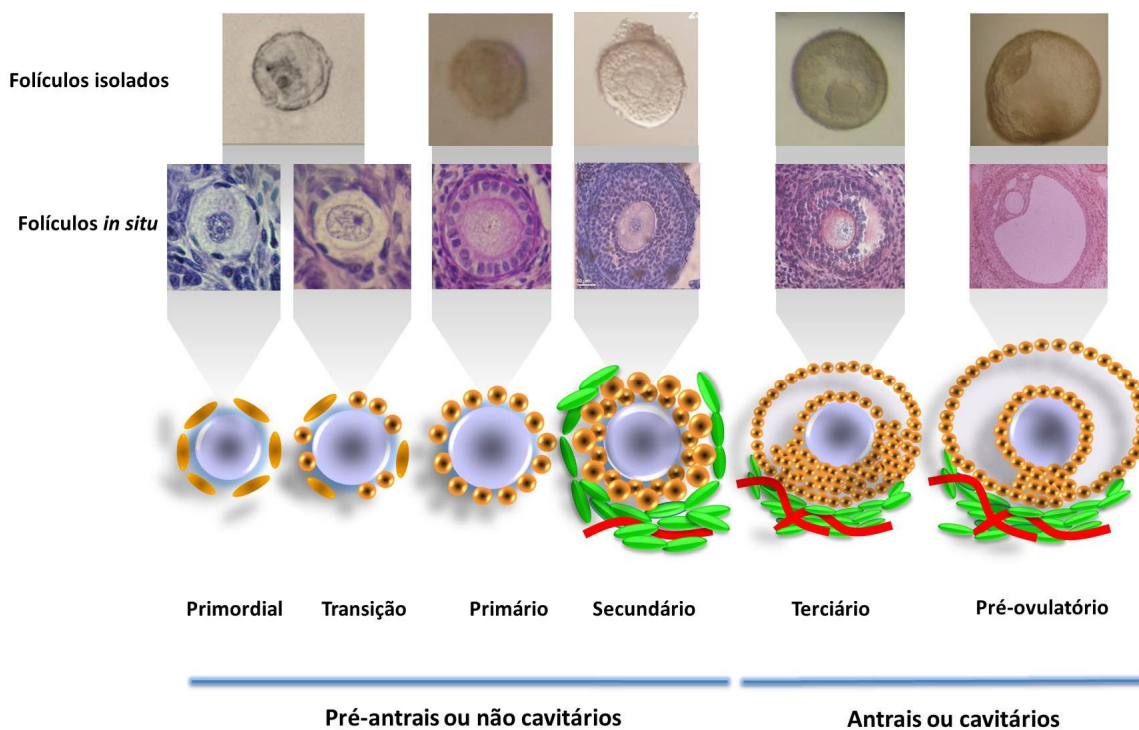 Folículos isolados
Folículos in situ
Primordial
Transição
Primário
Secundário
Terciário
Pré-ovulatório
Pré-antrais ou não cavitários
Antrais ou cavitários